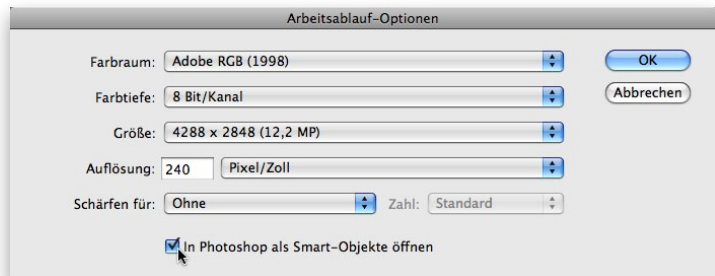 Arbeitsablauf-Optionen
Farbraum: Adobe RGB (1998) OK
Farbtiefe: 8 Bit/Kanal Abbrechen
Größe: 4288 x 2848 (12,2 MP)
Auflösung: 240 Pixel/Zoll
Schärfen für: Ohne Zahl: Standard
In Photoshop als Smart-Objekte öffnen